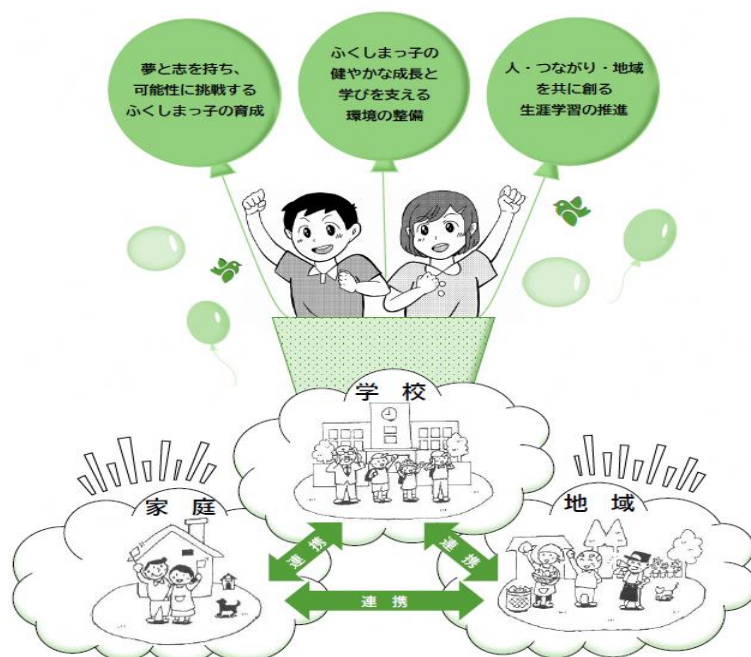 夢と志を持ち、
可能性に挑戦する
ふくしまっ子の育成
ふくしまっ子の
健やかな成長と
学びを支える
環境の整備
人・つながり・地域
を共に創る
生涯学習の推進
学 校
家 庭
地 域
連 携
連 携
連 携